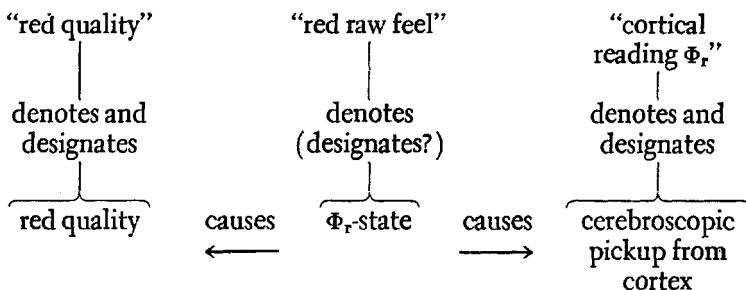 “red quality”
“red raw feel”
“cortical
reading Φr”
denotes and
designates
denotes
(designates?)
denotes and
designates
red quality
causes
Φr-state
causes
cerebroscopic
pickup from
cortex